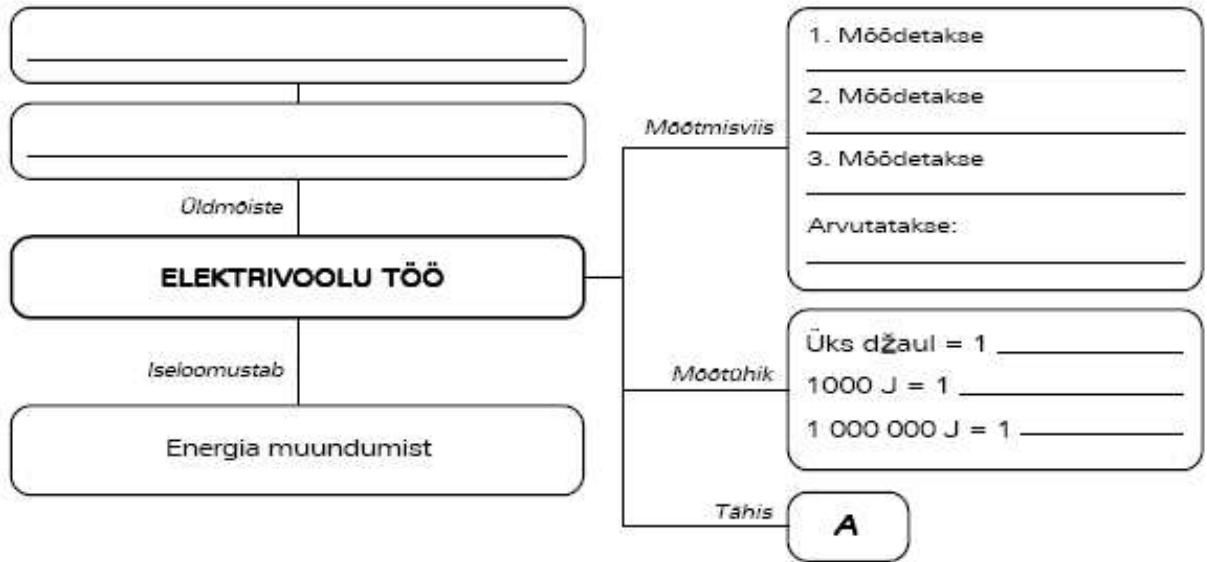 Üldmõiste
ELEKTRIVOOLU TÖÖ
Iseloomustab
Energia muundumist
Mõõtmisviis
1. Mõõdetakse
2. Mõõdetakse
3. Mõõdetakse
Arvutatakse:
Mõõtühik
Üks džaul = 1
1000 J = 1
1 000 000 J = 1
Tähis
A